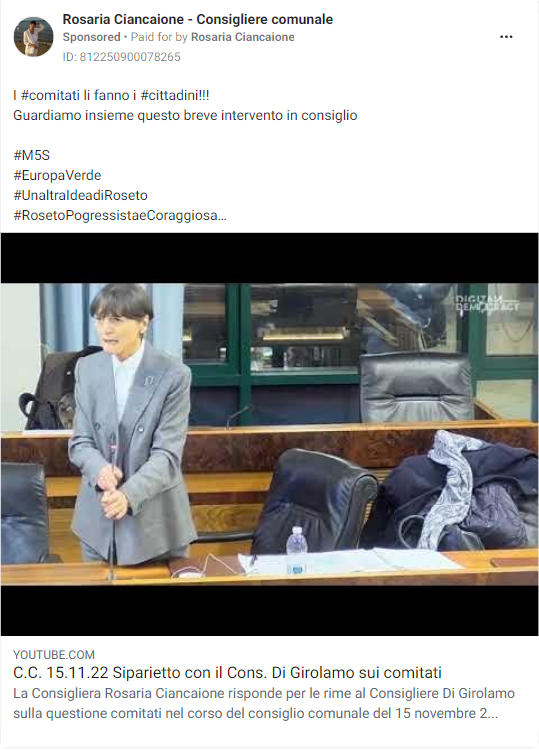 Rosaria Ciancaione - Consigliere comunale
Sponsored • Paid for by Rosaria Ciancaione
ID: 812250900078265
I #comitati li fanno i #cittadini!!!
Guardiamo insieme questo breve intervento in consiglio
#M5S
#EuropaVerde
#UnaltraIdeadiRoseto
#RosetoPogressistaeCoraggiosa...
DIGITAL
DEMOCRACY
YOUTUBE.COM
C.C. 15.11.22 Siparietto con il Cons. Di Girolamo sui comitati
La Consigliera Rosaria Ciancaione risponde per le rime al Consigliere Di Girolamo
sulla questione comitati nel corso del consiglio comunale del 15 novembre 2...